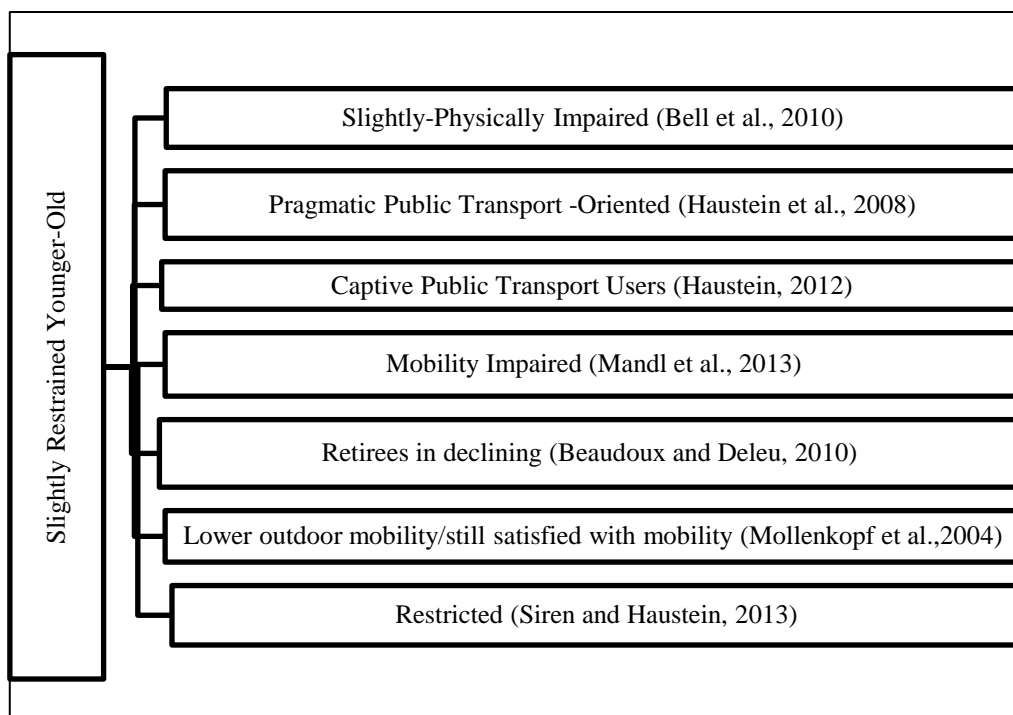 Slightly Restrained Younger-Old
Slightly-Physically Impaired (Bell et al., 2010)
Pragmatic Public Transport -Oriented (Haustein et al., 2008)
Captive Public Transport Users (Haustein, 2012)
Mobility Impaired (Mandl et al., 2013)
Retirees in declining (Beaudoux and Deleu, 2010)
Lower outdoor mobility/still satisfied with mobility (Mollenkopf et al.,2004)
Restricted (Siren and Haustein, 2013)